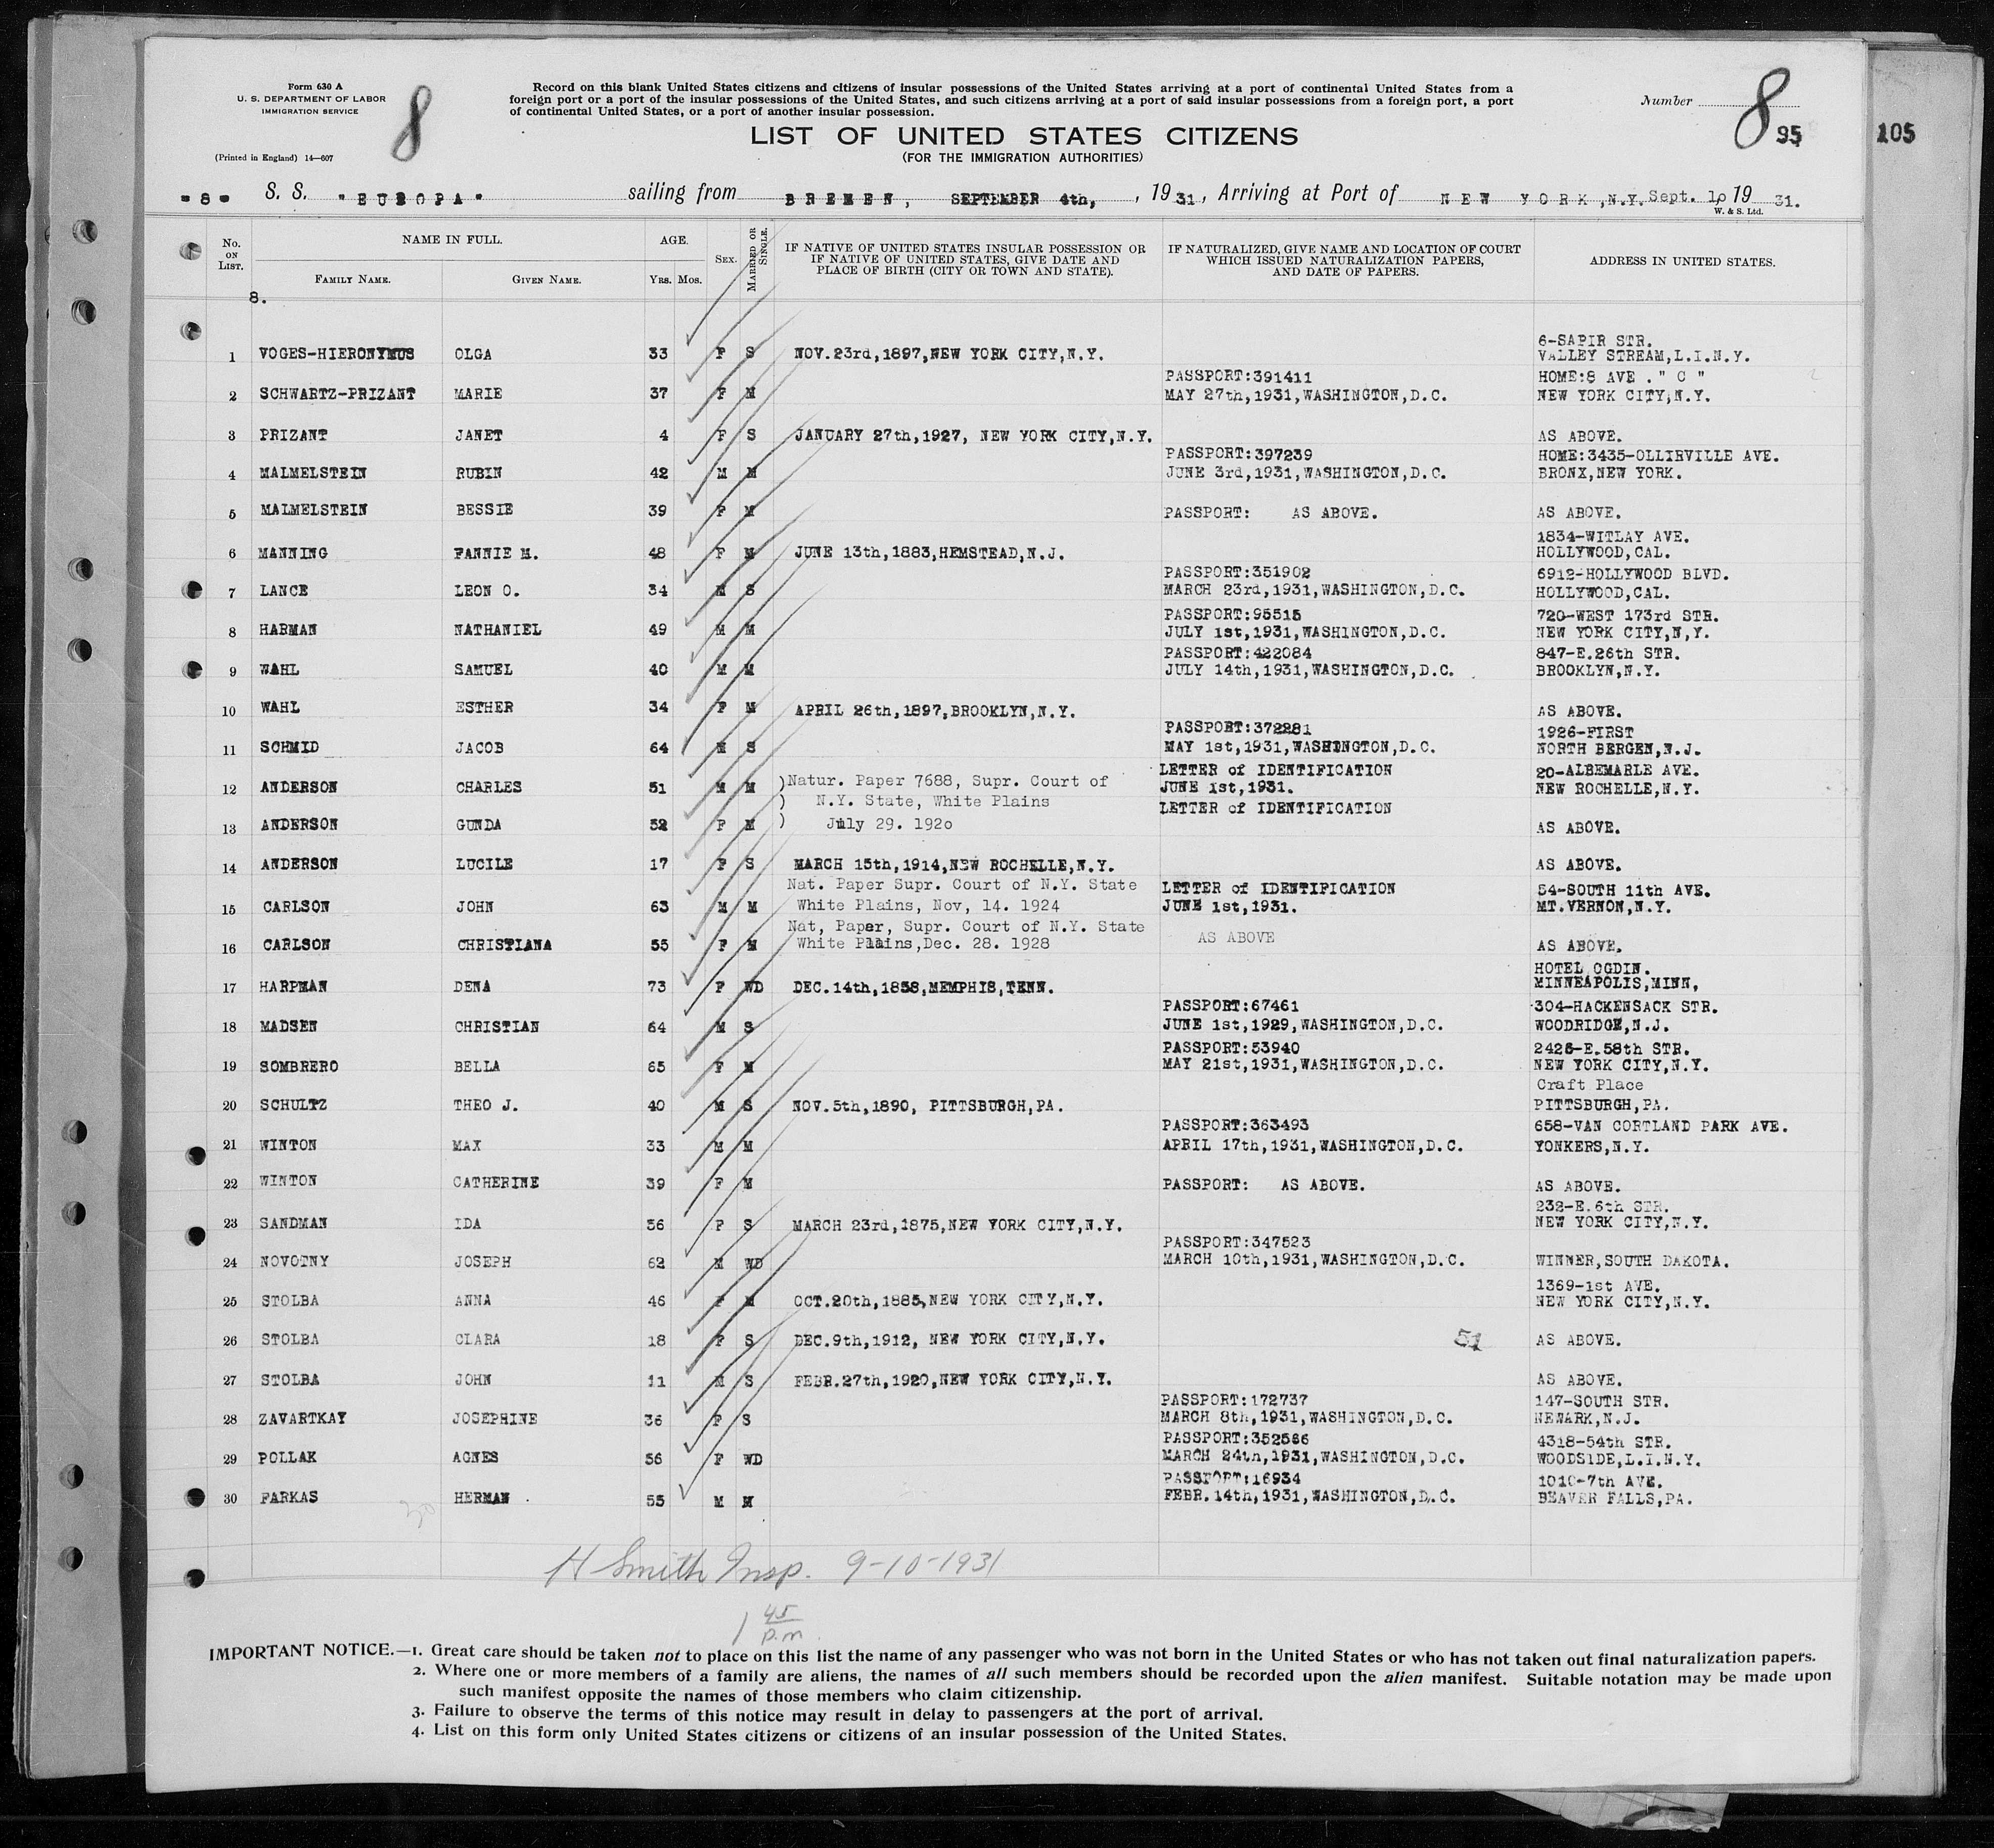 Form 630 A
U. S. DEPARTMENT OF LABOR
IMMIGRATION SERVICE
8
(Printed in England) 14—607
Record on this blank United States citizens and citizens of insular possessions of the United States arriving at a port of continental United States from a
foreign port or a port of the insular possessions of the United States, and such citizens arriving at a port of said insular possessions from a foreign port, a port
of continental United States, or a port of another insular possession.
Number 8 95
105
LIST OF UNITED STATES CITIZENS
(FOR THE IMMIGRATION AUTHORITIES)
-8- S. S. "EUROPA" sailing from BREMEN, SEPTEMBER 4th, , 1931, Arriving at Port of NEW YORK,N.Y. Sept. 10 1931.
W. & S. Ltd.
No. ON LIST. NAME IN FULL. FAMILY NAME. GIVEN NAME. AGE. YRS. MOS. SEX. MARRIED OR SINGLE. IF NATIVE OF UNITED STATES INSULAR POSSESSION OR IF NATIVE OF UNITED STATES, GIVE DATE AND PLACE OF BIRTH (CITY OR TOWN AND STATE). IF NATURALIZED, GIVE NAME AND LOCATION OF COURT WHICH ISSUED NATURALIZATION PAPERS, AND DATE OF PAPERS. ADDRESS IN UNITED STATES.
8.
6-SAPIR STR.
1 VOGES-HIERONYMUS OLGA 33 F S NOV.23rd,1897,NEW YORK CITY,N.Y. VALLEY STREAM,L.I.N.Y.
PASSPORT:391411 HOME:8 AVE ." C "
2 SCHWARTZ-PRIZANT MARIE 37 F M MAY 27th,1931,WASHINGTON,D.C. NEW YORK CITY,N.Y.
3 PRIZANT JANET 4 F S JANUARY 27th,1927, NEW YORK CITY,N.Y. AS ABOVE.
PASSPORT:397239 HOME:3435-OLLIRVILLE AVE.
4 MALMELSTEIN RUBIN 42 M M JUNE 3rd,1931,WASHINGTON,D.C. BRONX,NEW YORK.
5 MALMELSTEIN BESSIE 39 F M PASSPORT: AS ABOVE. AS ABOVE.
1834-WITLAY AVE.
6 MANNING FANNIE M. 48 F M JUNE 13th,1883,HEMSTEAD,N.J. HOLLYWOOD,CAL.
PASSPORT:351902 6912-HOLLYWOOD BLVD.
7 LANCE LEON O. 34 M S MARCH 23rd,1931,WASHINGTON,D.C. HOLLYWOOD,CAL.
PASSPORT:95515 720-WEST 173rd STR.
8 HARMAN NATHANIEL 49 M M JULY 1st,1931,WASHINGTON,D.C. NEW YORK CITY,N,Y.
PASSPORT:422084 847-E.26th STR.
9 WAHL SAMUEL 40 M M JULY 14th,1931,WASHINGTON,D.C. BROOKLYN,N.Y.
10 WAHL ESTHER 34 F M APRIL 26th,1897,BROOKLYN,N.Y. AS ABOVE.
PASSPORT:372281 1926-FIRST
11 SCHMID JACOB 64 M S MAY 1st,1931,WASHINGTON,D.C. NORTH BERGEN,N.J.
)Natur. Paper 7688, Supr. Court of LETTER of IDENTIFICATION 20-ALBEMARLE AVE.
12 ANDERSON CHARLES 51 M M ) N.Y. State, White Plains JUNE 1st,1931. NEW ROCHELLE,N.Y.
LETTER of IDENTIFICATION
13 ANDERSON GUNDA 52 F M ) July 29. 1920 AS ABOVE.
14 ANDERSON LUCILE 17 F S MARCH 15th,1914,NEW ROCHELLE,N.Y. AS ABOVE.
Nat. Paper Supr. Court of N.Y. State LETTER of IDENTIFICATION 54-SOUTH 11th AVE.
15 CARLSON JOHN 63 M M White Plains, Nov, 14. 1924 JUNE 1st,1931. MT.VERNON,N.Y.
Nat, Paper, Supr. Court of N.Y. State
16 CARLSON CHRISTIANA 55 F M White Plains,Dec. 28. 1928 AS ABOVE AS ABOVE.
HOTEL OGDIN.
17 HARPMAN DENA 73 F WD DEC.14th,1858,MEMPHIS,TENN. MINNEAPOLIS,MINN,
PASSPORT:67461 304-HACKENSACK STR.
18 MADSEN CHRISTIAN 64 M S JUNE 1st,1929,WASHINGTON,D.C. WOODRIDGE,N.J.
PASSPORT:53940 2426-E.58th STR.
19 SOMBRERO BELLA 65 F M MAY 21st,1931,WASHINGTON,D.C. NEW YORK CITY,N.Y.
Craft Place
20 SCHULTZ THEO J. 40 M S NOV.5th,1890, PITTSBURGH,PA. PITTSBURGH,PA.
PASSPORT:363493 658-VAN CORTLAND PARK AVE.
21 WINTON MAX 33 M M APRIL 17th,1931,WASHINGTON,D.C. YONKERS,N.Y.
22 WINTON CATHERINE 39 F M PASSPORT: AS ABOVE. AS ABOVE.
232-E.6th STR.
23 SANDMAN IDA 56 F S MARCH 23rd,1875,NEW YORK CITY,N.Y. NEW YORK CITY,N.Y.
PASSPORT:347523
24 NOVOTNY JOSEPH 62 M WD MARCH 10th,1931,WASHINGTON,D.C. WINNER,SOUTH DAKOTA.
1369-1st AVE.
25 STOLBA ANNA 46 F M OCT.20th,1885,NEW YORK CITY,N.Y. NEW YORK CITY,N.Y.
26 STOLBA CLARA 18 F S DEC.9th,1912, NEW YORK CITY,N.Y. 51 AS ABOVE.
27 STOLBA JOHN 11 M S FEBR.27th,1920,NEW YORK CITY,N.Y. AS ABOVE.
PASSPORT:172737 147-SOUTH STR.
28 ZAVARTKAY JOSEPHINE 36 F S MARCH 8th,1931,WASHINGTON,D.C. NEWARK,N.J.
PASSPORT:352586 4318-54th STR.
29 POLLAK AGNES 56 F WD MARCH 24th,1931,WASHINGTON,D.C. WOODSIDE,L.I.N.Y.
PASSPORT:16934 1010-7th AVE.
30 FARKAS HERMAN . 55 M M FEBR.14th,1931,WASHINGTON,D.C. BEAVER FALLS,PA.
30
H Smith Insp. 9-10-1931
1 45 p.m.
IMPORTANT NOTICE.—1. Great care should be taken not to place on this list the name of any passenger who was not born in the United States or who has not taken out final naturalization papers.
2. Where one or more members of a family are aliens, the names of all such members should be recorded upon the alien manifest. Suitable notation may be made upon
such manifest opposite the names of those members who claim citizenship.
3. Failure to observe the terms of this notice may result in delay to passengers at the port of arrival.
4. List on this form only United States citizens or citizens of an insular possession of the United States.